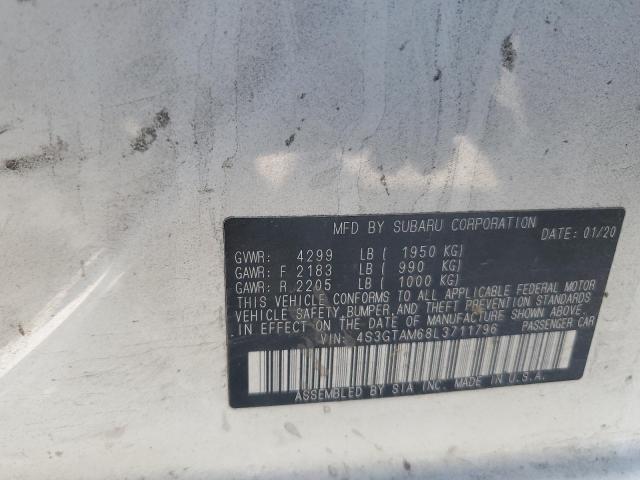 MFD BY SUBARU CORPORATION
DATE: 01/20
GVWR: 4299 LB ( 1950 KG)
GAWR: F 2183 LB ( 990 KG)
GAWR: R 2205 LB ( 1000 KG)
THIS VEHICLE CONFORMS TO ALL APPLICABLE FEDERAL MOTOR
VEHICLE SAFETY, BUMPER, AND THEFT PREVENTION STANDARDS
IN EFFECT ON THE DATE OF MANUFACTURE SHOWN ABOVE.
VIN: 4S3GTAM68L3711796 PASSENGER CAR
ASSEMBLED BY SIA INC. MADE IN U.S.A.